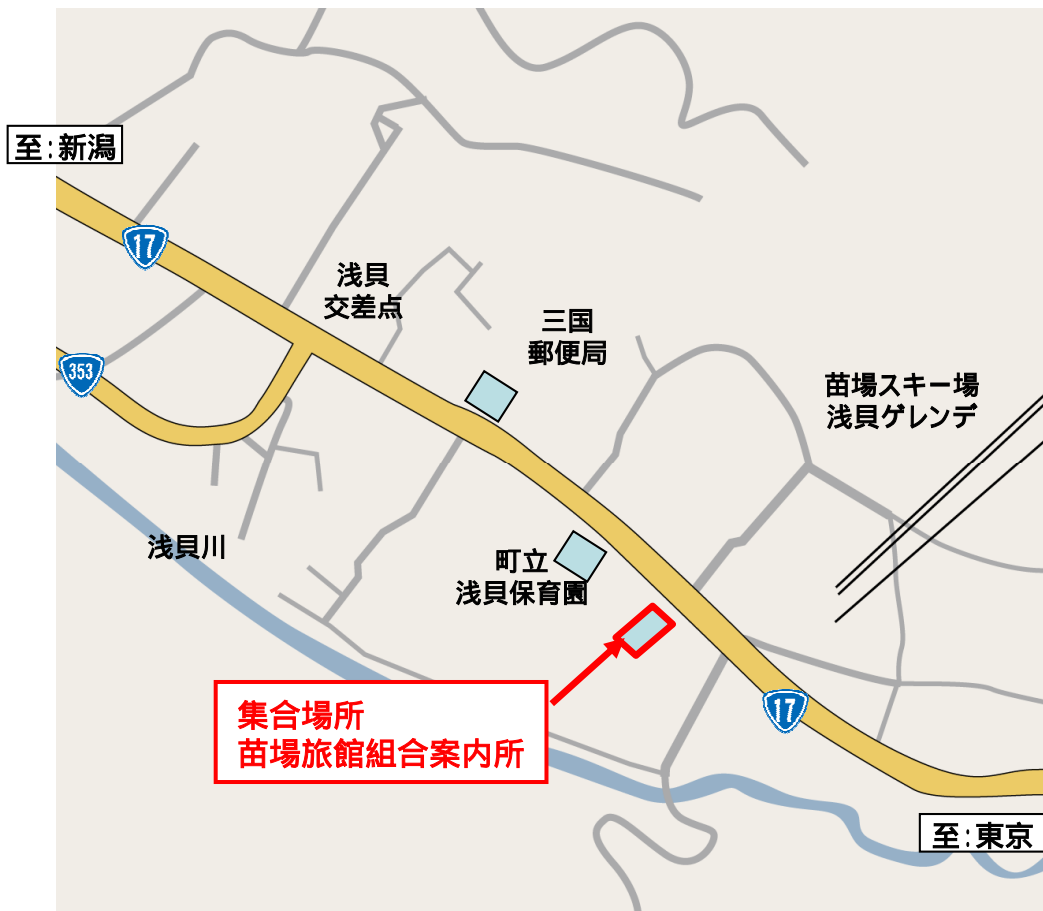 至:新潟
17
浅貝
交差点
三国
郵便局
353
苗場スキー場
浅貝ゲレンデ
浅貝川
町立
浅貝保育園
集合場所
苗場旅館組合案内所
17
至:東京